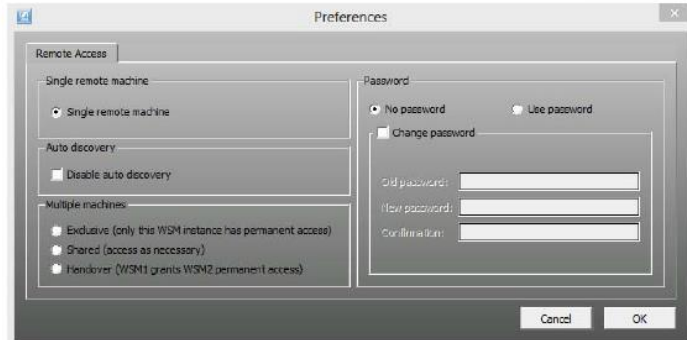 Preferences
Remote Access
Single remote machine
Single remote machine
Auto discovery
Disable auto discovery
Multiple machines
Exclusive (only this WSM instance has permanent access)
Shared (access as necessary)
Handover (WSM1 grants WSM2 permanent access)
Password
No password
Use password
Change password
Old password:
New password:
Confirmation:
Cancel
OK